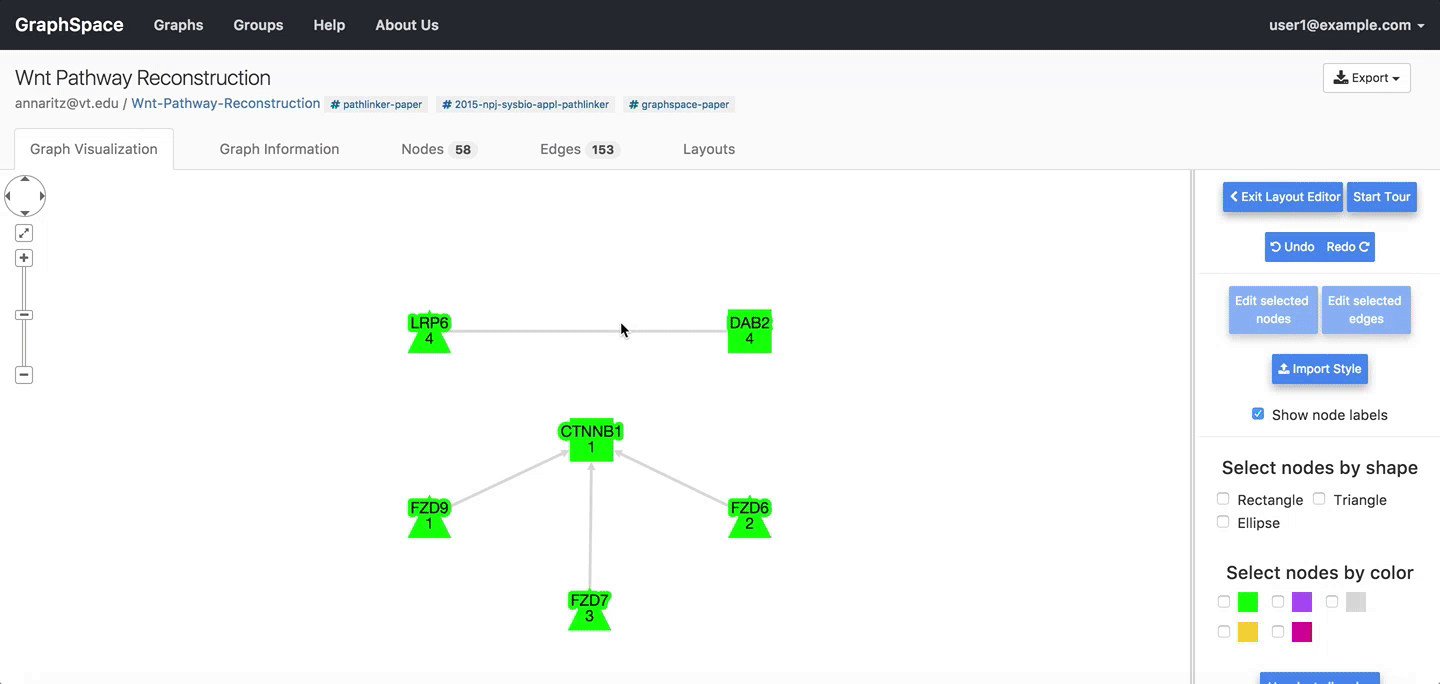 GraphSpace Graphs Groups Help About Us user1@example.com
Wnt Pathway Reconstruction
Export
annaritz@vt.edu / Wnt-Pathway-Reconstruction # pathlinker-paper # 2015-npj-sysbio-appl-pathlinker # graphspace-paper
Graph Visualization Graph Information Nodes 58 Edges 153 Layouts
Exit Layout Editor Start Tour
Undo Redo
Edit selected nodes
Edit selected edges
Import Style
Show node labels
Select nodes by shape
Rectangle Triangle
Ellipse
Select nodes by color
LRP6
4
DAB2
4
CTNNB1
1
FZD9
1
FZD6
2
FZD7
3